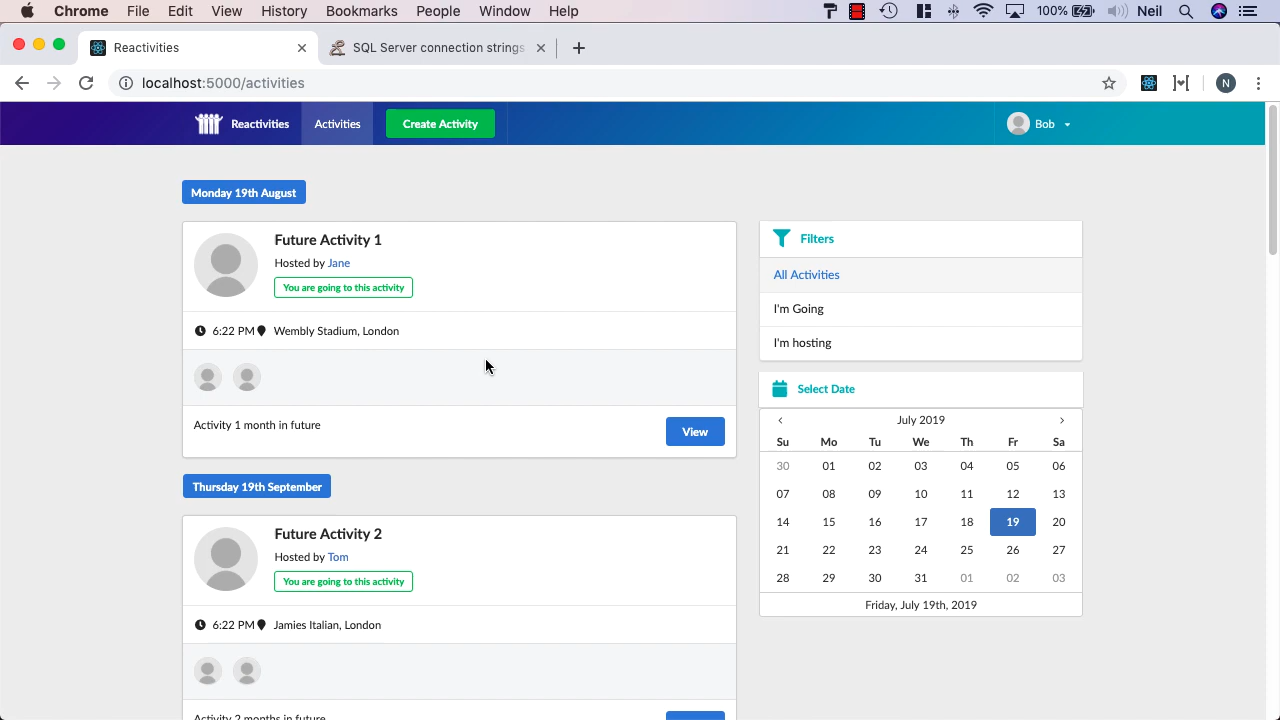 Chrome File Edit View History Bookmarks People Window Help 100% Neil
Reactivities SQL Server connection strings
localhost:5000/activities N
Reactivities Activities Create Activity Bob
Monday 19th August
Future Activity 1
Hosted by Jane
You are going to this activity
6:22 PM Wembly Stadium, London
Activity 1 month in future
View
Thursday 19th September
Future Activity 2
Hosted by Tom
You are going to this activity
6:22 PM Jamies Italian, London
Activity 2 months in future
Filters
All Activities
I'm Going
I'm hosting
Select Date
July 2019
Su Mo Tu We Th Fr Sa
30 01 02 03 04 05 06
07 08 09 10 11 12 13
14 15 16 17 18 19 20
21 22 23 24 25 26 27
28 29 30 31 01 02 03
Friday, July 19th, 2019